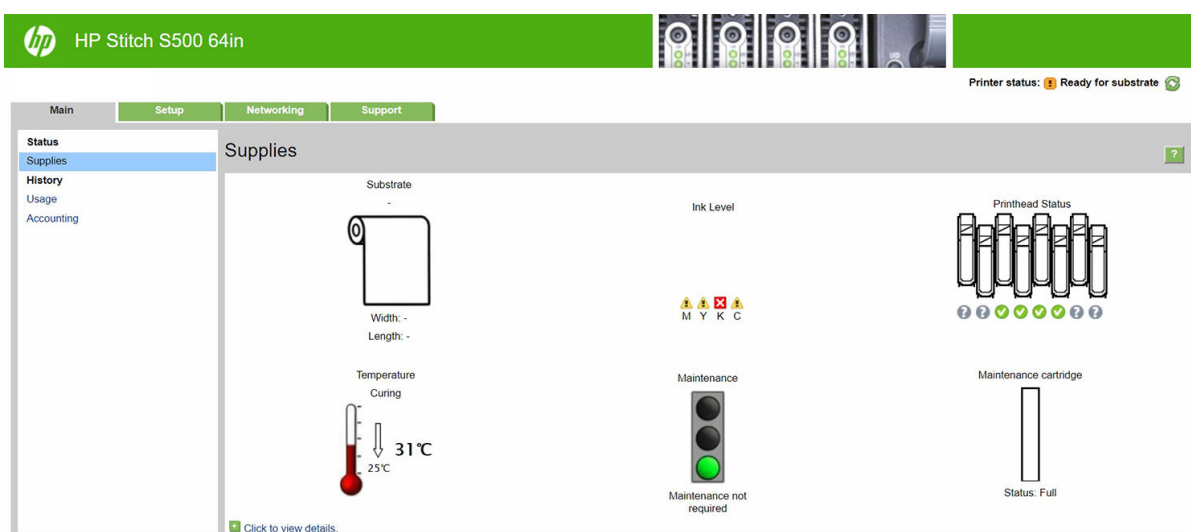 hp HP Stitch S500 64in
Printer status: Ready for substrate
Main Setup Networking Support
Status
Supplies
History
Usage
Accounting
Supplies
?
Substrate
-
Width: -
Length: -
Ink Level
M Y K C
Printhead Status
? ? ? ?
Temperature
Curing
31℃
25℃
Maintenance
Maintenance not
required
Maintenance cartridge
Status: Full
Click to view details.